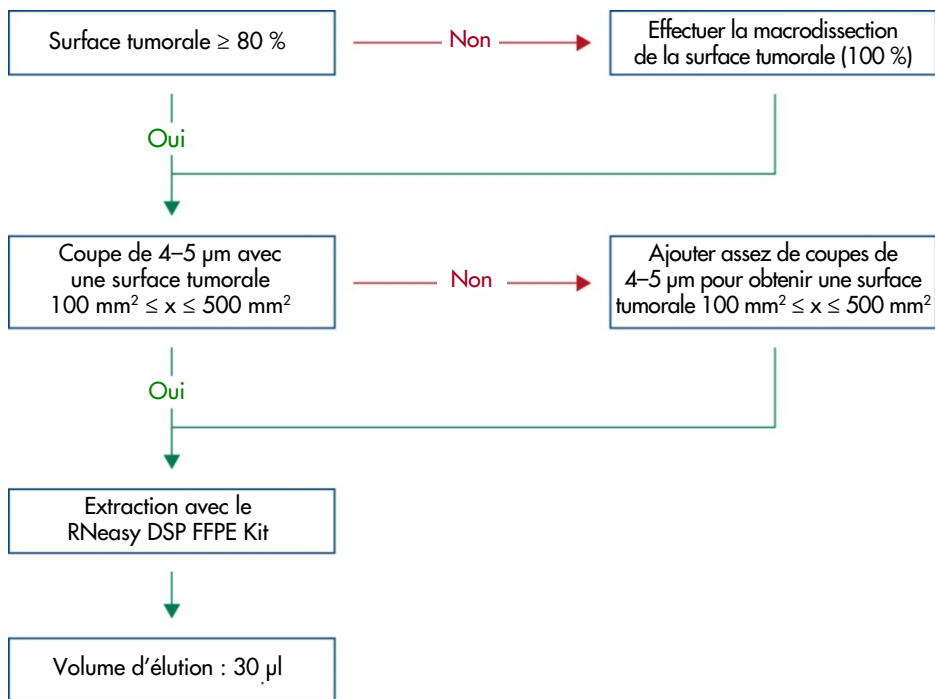 Surface tumorale ≥ 80 %
Non
Effectuer la macrodissection
de la surface tumorale (100 %)
Oui
Coupe de 4–5 µm avec
une surface tumorale
100 mm² ≤ x ≤ 500 mm²
Non
Ajouter assez de coupes de
4–5 µm pour obtenir une surface
tumorale 100 mm² ≤ x ≤ 500 mm²
Oui
Extraction avec le
RNeasy DSP FFPE Kit
Volume d’élution : 30 µl